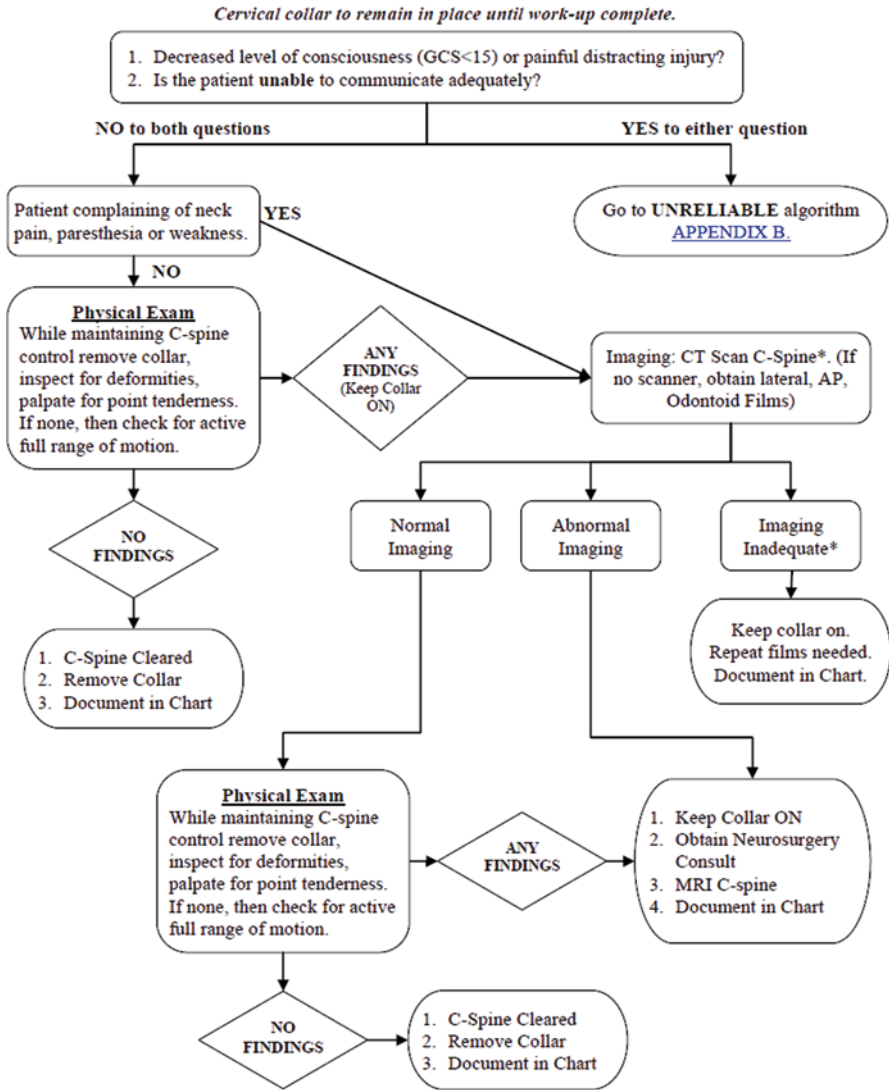 Cervical collar to remain in place until work-up complete.
1. Decreased level of consciousness (GCS<15) or painful distracting injury?
2. Is the patient unable to communicate adequately?
NO to both questions
YES to either question
Patient complaining of neck
pain, paresthesia or weakness.
YES
Go to UNRELIABLE algorithm
APPENDIX B.
NO
Physical Exam
While maintaining C-spine
control remove collar,
inspect for deformities,
palpate for point tenderness.
If none, then check for active
full range of motion.
ANY
FINDINGS
(Keep Collar
ON)
Imaging: CT Scan C-Spine*. (If
no scanner, obtain lateral, AP,
Odontoid Films)
NO
FINDINGS
Normal
Imaging
Abnormal
Imaging
Imaging
Inadequate*
1. C-Spine Cleared
2. Remove Collar
3. Document in Chart
Keep collar on.
Repeat films needed.
Document in Chart.
Physical Exam
While maintaining C-spine
control remove collar,
inspect for deformities,
palpate for point tenderness.
If none, then check for active
full range of motion.
ANY
FINDINGS
1. Keep Collar ON
2. Obtain Neurosurgery
Consult
3. MRI C-spine
4. Document in Chart
NO
FINDINGS
1. C-Spine Cleared
2. Remove Collar
3. Document in Chart